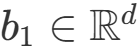 b₁ ∈ ℝᵈ